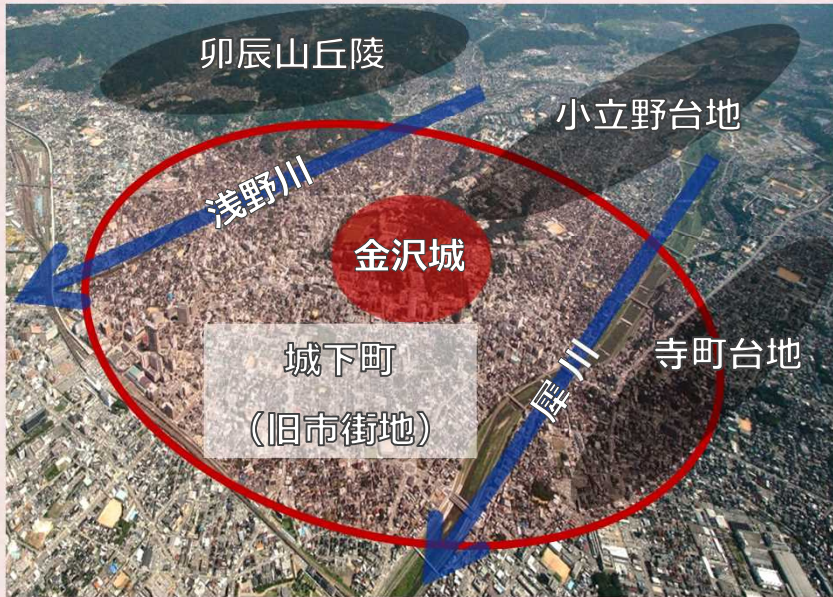 卯辰山丘陵
小立野台地
浅野川
金沢城
城下町
（旧市街地）
犀川
寺町台地